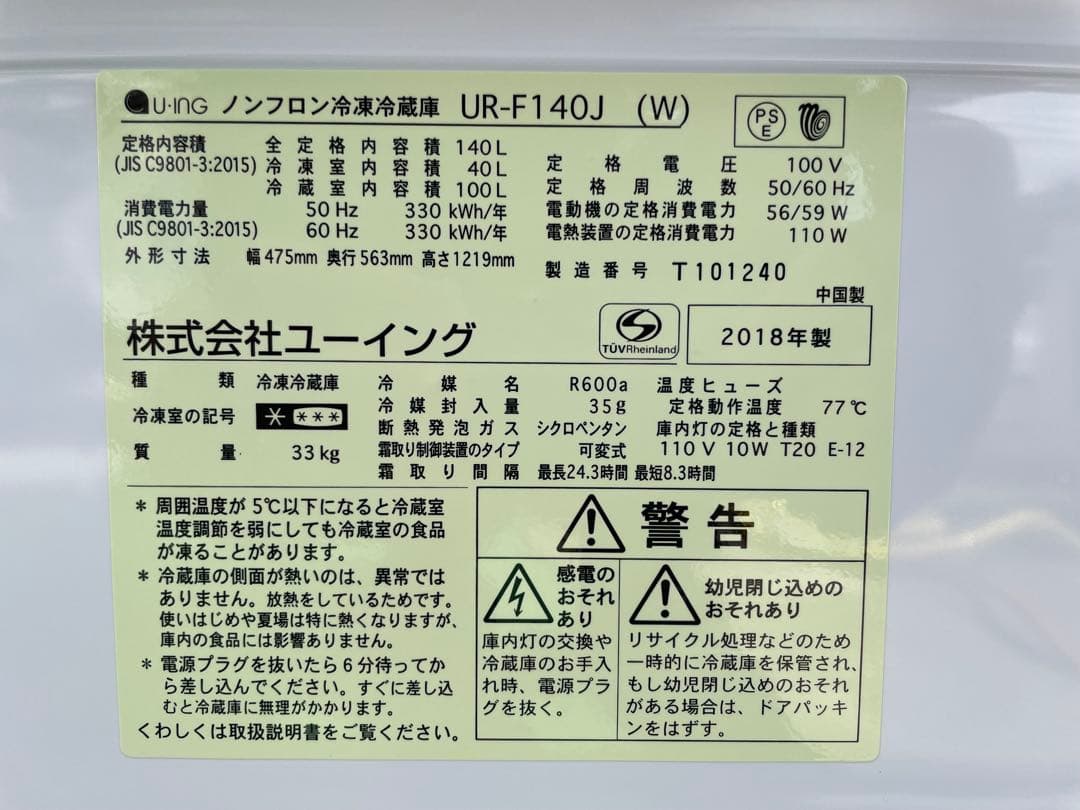 U·ING ノンフロン冷凍冷蔵庫 UR-F140J (W)
PSE
定格内容積 全定格内容積 140L
(JIS C9801-3:2015) 冷凍室内容積 40L
冷蔵室内容積 100L
消費電力量 50Hz 330kWh/年
(JIS C9801-3:2015) 60Hz 330kWh/年
外形寸法 幅475mm 奥行563mm 高さ1219mm
定格電圧 100V
定格周波数 50/60Hz
電動機の定格消費電力 56/59W
電熱装置の定格消費電力 110W
製造番号 T101240
中国製
株式会社ユーイング
TÜVRheinland
2018年製
種類 冷凍冷蔵庫
冷凍室の記号 * ***
質量 33kg
冷媒名 R600a
冷媒封入量 35g
断熱発泡ガス シクロペンタン
霜取り制御装置のタイプ 可変式
霜取り間隔 最長24.3時間 最短8.3時間
温度ヒューズ
定格動作温度 77℃
庫内灯の定格と種類
110V 10W T20 E-12
* 周囲温度が5℃以下になると冷蔵室
温度調節を弱にしても冷蔵室の食品
が凍ることがあります。
* 冷蔵庫の側面が熱いのは、異常では
ありません。放熱をしているためです。
使いはじめや夏場は特に熱くなりますが、
庫内の食品には影響ありません。
* 電源プラグを抜いたら6分待ってか
ら差し込んでください。すぐに差し込
むと冷蔵庫に無理がかかります。
くわしくは取扱説明書をご覧ください。
警告
感電の
おそれ
あり
庫内灯の交換や
冷蔵庫のお手入
れ時、電源プラ
グを抜く。
幼児閉じ込めの
おそれあり
リサイクル処理などのため
一時的に冷蔵庫を保管され、
もし幼児閉じ込めのおそれ
がある場合は、ドアパッキ
ンをはずす。